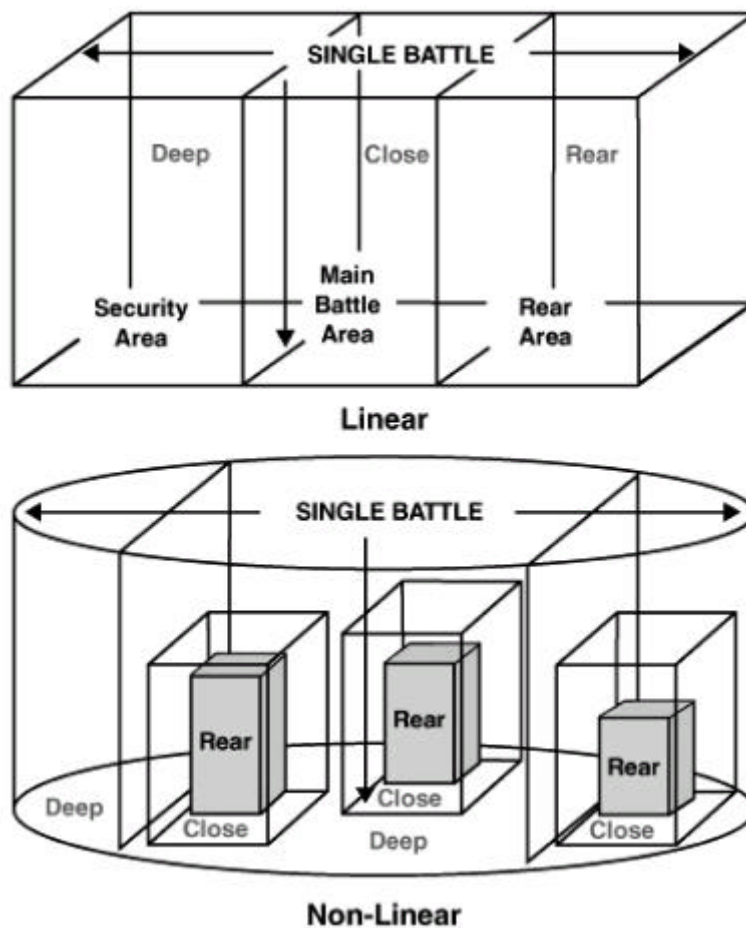 SINGLE BATTLE
Deep
Close
Rear
Security
Area
Main
Battle
Area
Rear
Area
Linear
SINGLE BATTLE
Rear
Rear
Rear
Deep
Close
Close
Deep
Close
Non-Linear